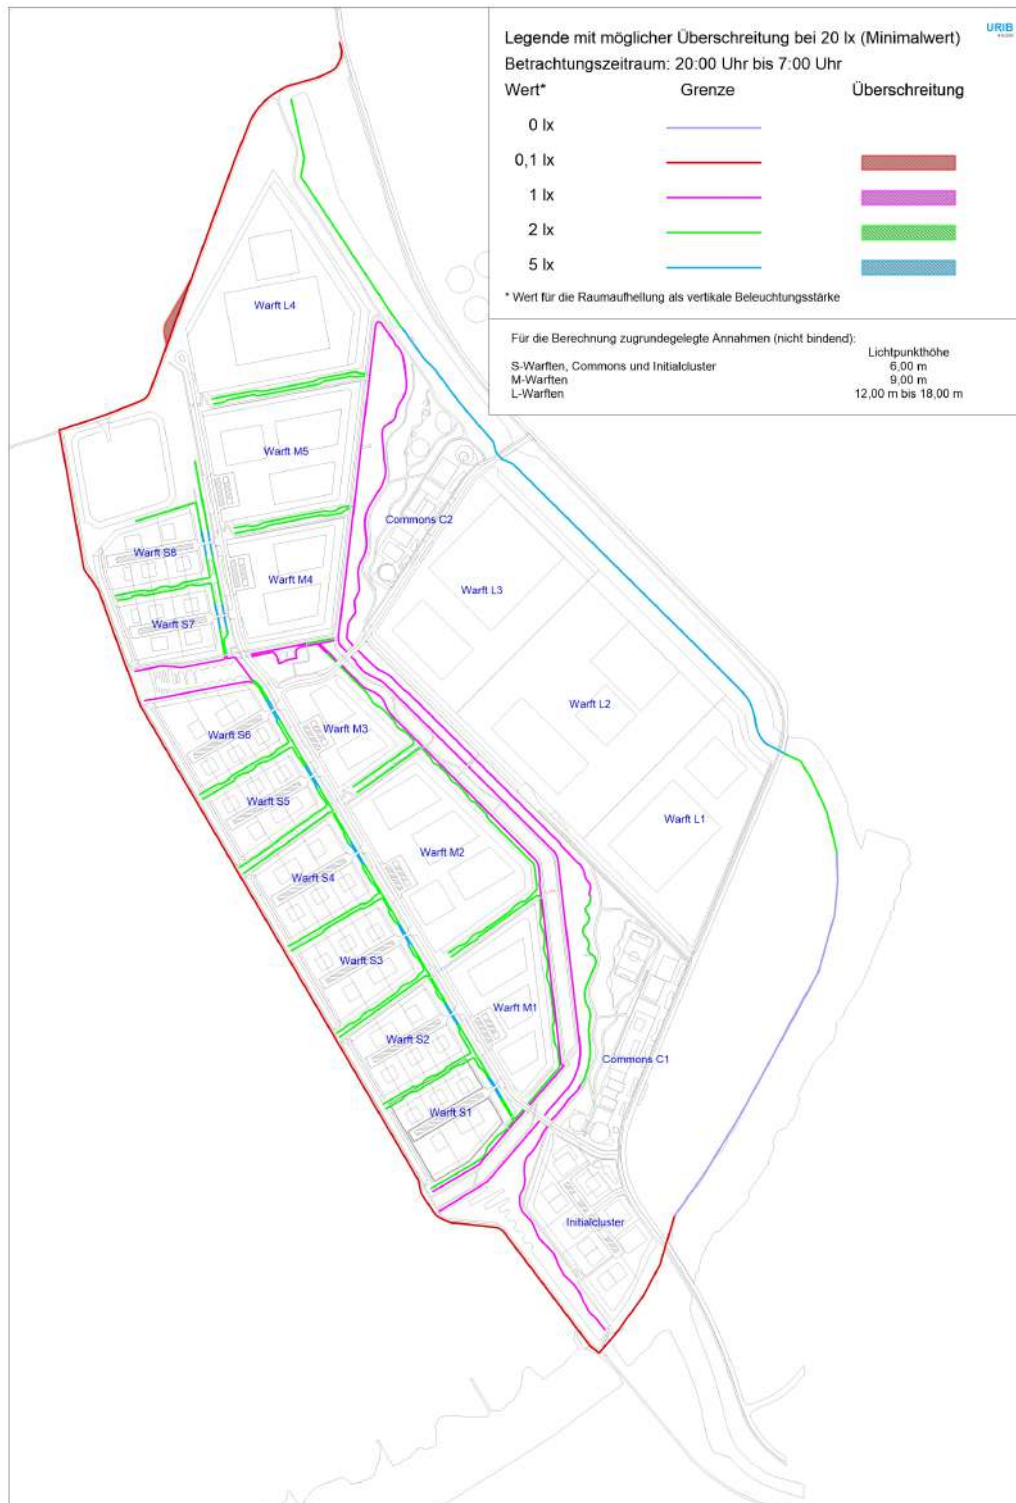 Legende mit möglicher Überschreitung bei 20 lx (Minimalwert)
URIB
Betrachtungszeitraum: 20:00 Uhr bis 7:00 Uhr
Wert* Grenze Überschreitung
0 lx
0,1 lx
1 lx
2 lx
5 lx
* Wert für die Raumaufhellung als vertikale Beleuchtungsstärke
Für die Berechnung zugrundegelegte Annahmen (nicht bindend):
Lichtpunkthöhe
S-Warften, Commons und Initialcluster 6,00 m
M-Warften 9,00 m
L-Warften 12,00 m bis 18,00 m
Warft L4
Warft M5
Commons C2
Warft S8
Warft M4
Warft L3
Warft S7
Warft L2
Warft M3
Warft S6
Warft S5
Warft L1
Warft M2
Warft S4
Warft S3
Warft M1
Warft S2
Commons C1
Warft S1
Initialcluster